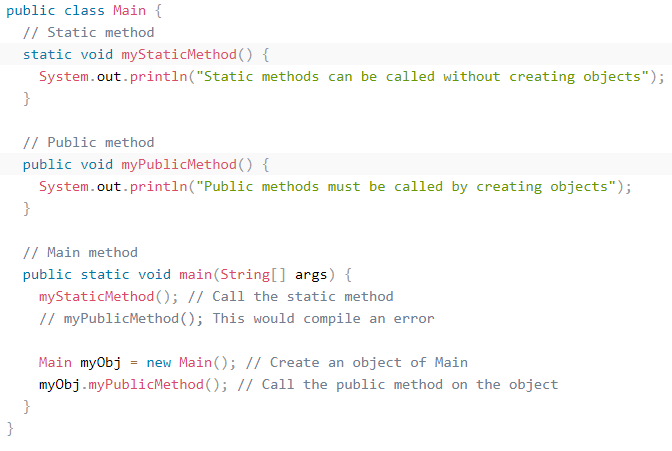 public class Main {
  // Static method
  static void myStaticMethod() {
    System.out.println("Static methods can be called without creating objects");
  }

  // Public method
  public void myPublicMethod() {
    System.out.println("Public methods must be called by creating objects");
  }

  // Main method
  public static void main(String[] args) {
    myStaticMethod(); // Call the static method
    // myPublicMethod(); This would compile an error

    Main myObj = new Main(); // Create an object of Main
    myObj.myPublicMethod(); // Call the public method on the object
  }
}